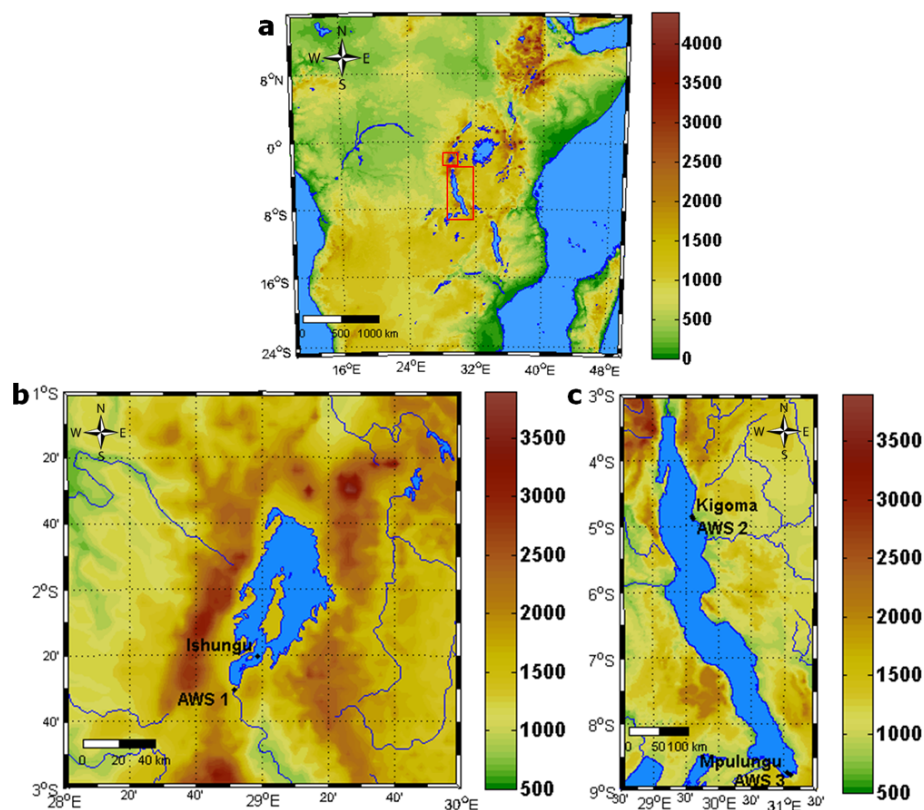 a
N
W E
S
8°N
0°
8°S
16°S
24°S
16°E 24°E 32°E 40°E 48°E
0 500 1000 km
4000
3500
3000
2500
2000
1500
1000
500
0
b
N
W E
S
1°S
20'
40'
2°S
20'
40'
3°S
28°E 20' 40' 29°E 20' 40' 30°E
Ishungu
AWS 1
0 20 40 km
3500
3000
2500
2000
1500
1000
500
c
N
W E
S
3°S
4°S
5°S
6°S
7°S
8°S
9°S
30' 29°E 30' 30°E 30' 31°E 30'
Kigoma
AWS 2
Mpulungu
AWS 3
0 50 100 km
3500
3000
2500
2000
1500
1000
500